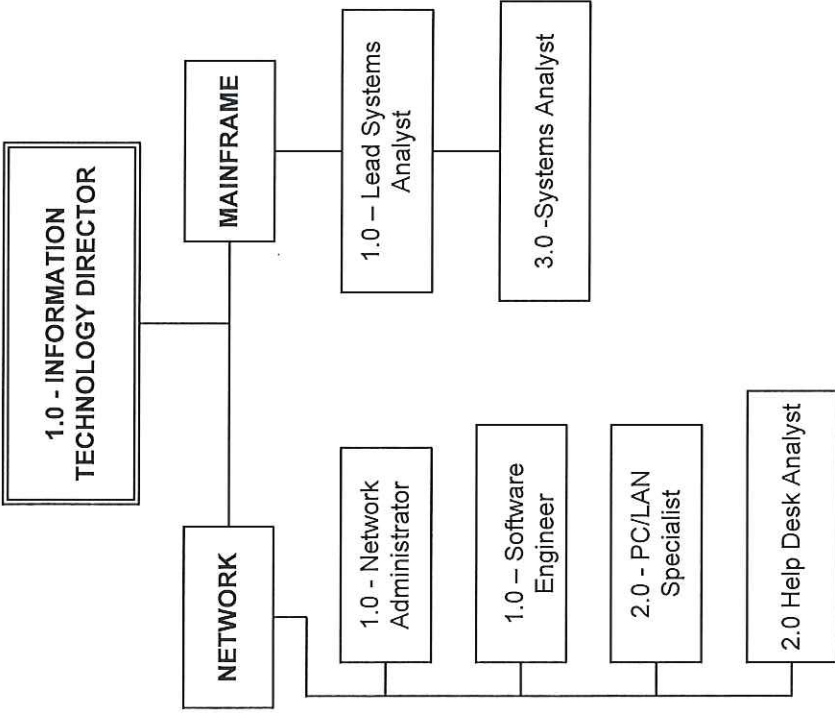 1.0 - INFORMATION
TECHNOLOGY DIRECTOR
NETWORK
MAINFRAME
1.0 - Network
Administrator
1.0 – Software
Engineer
2.0 - PC/LAN
Specialist
2.0 Help Desk Analyst
1.0 – Lead Systems
Analyst
3.0 -Systems Analyst